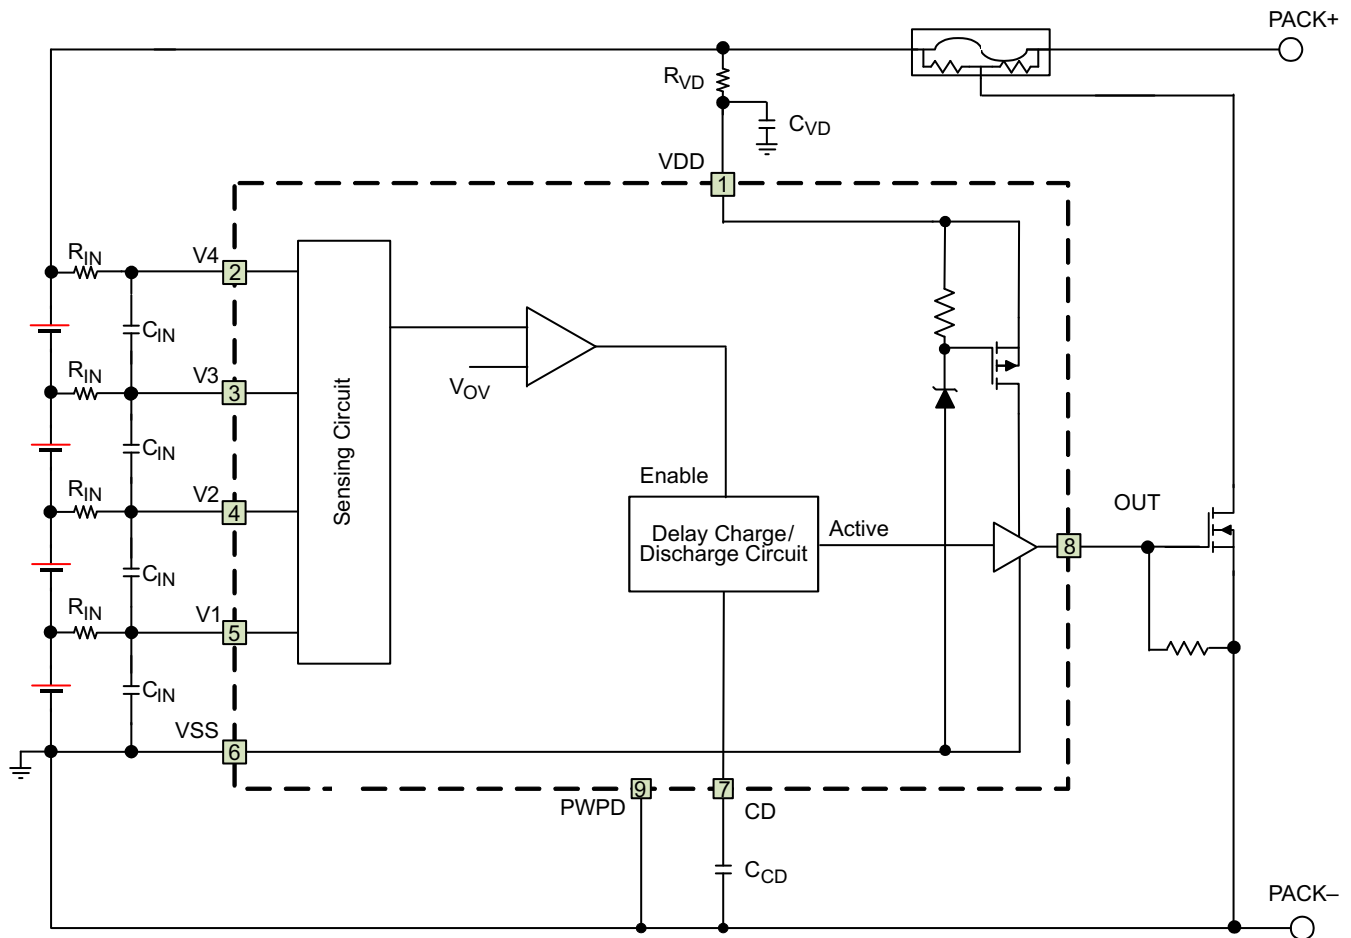 PACK+
RVD
CVD
VDD
1
RIN
V4
2
CIN
RIN
V3
3
VOV
CIN
Sensing Circuit
Enable
RIN
V2
4
OUT
Delay Charge/
Discharge Circuit
Active
8
CIN
RIN
V1
5
CIN
VSS
6
9
7
PWPD
CD
CCD
PACK–